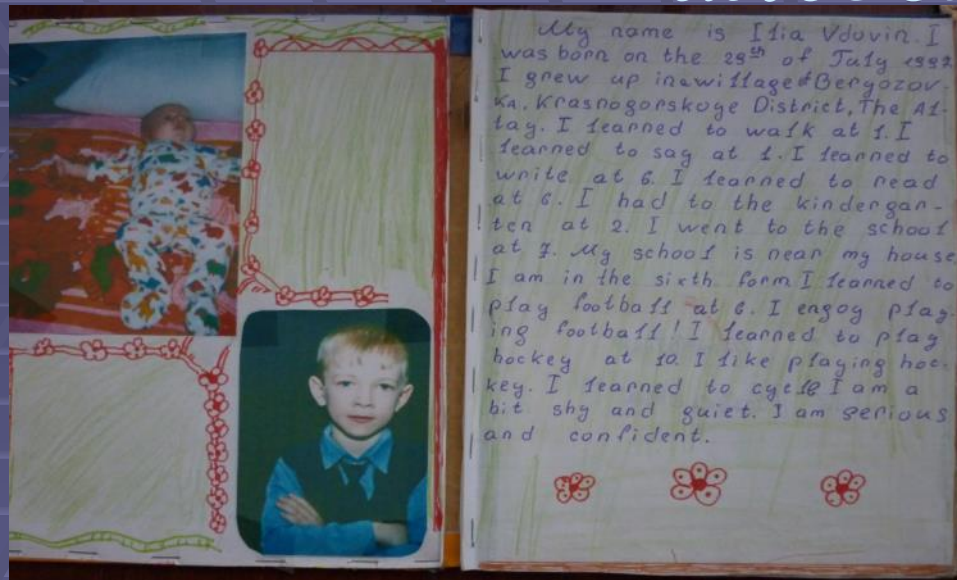 My name is Ilia Vdovin. I
was born on the 29th of July 1997
I grew up in a willage of Beryozov-
ka, Krasnogorskoye District, The Al-
tay. I learned to walk at 1. I
learned to say at 1. I learned to
write at 6. I learned to read
at 6. I had to the kindergar-
ten at 2. I went to the school
at 7. My school is near my house
I am in the sixth form I learned to
play football at 6. I engoy play-
ing football! I learned to play
hockey at 10. I like playing hoc-
key. I learned to cycle I am a
bit shy and quiet. I am serious
and confident.